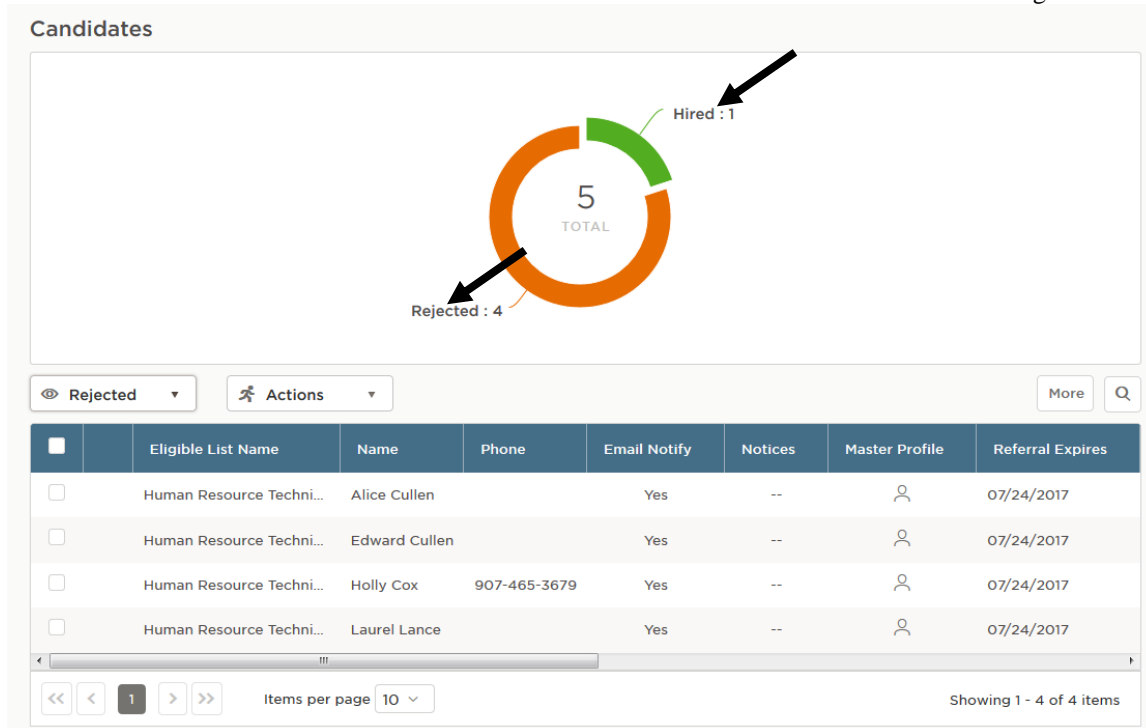 Candidates
Hired : 1
5
TOTAL
Rejected : 4
Rejected Actions More
Eligible List Name Name Phone Email Notify Notices Master Profile Referral Expires
Human Resource Techni... Alice Cullen Yes -- 07/24/2017
Human Resource Techni... Edward Cullen Yes -- 07/24/2017
Human Resource Techni... Holly Cox 907-465-3679 Yes -- 07/24/2017
Human Resource Techni... Laurel Lance Yes -- 07/24/2017
<< < 1 > >> Items per page 10 Showing 1 - 4 of 4 items